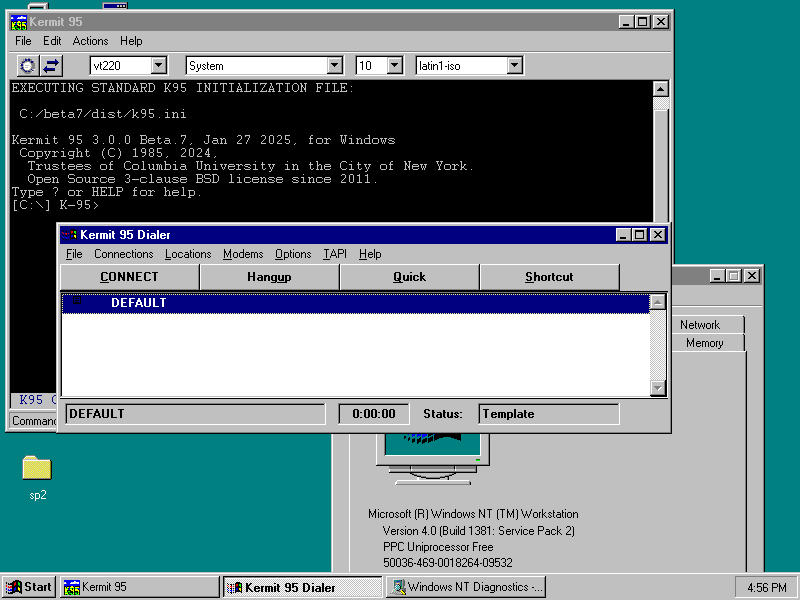 Kermit 95
File Edit Actions Help
vt220 System 10 latin1-iso
EXECUTING STANDARD K95 INITIALIZATION FILE:
C:/beta7/dist/k95.ini
Kermit 95 3.0.0 Beta.7, Jan 27 2025, for Windows
Copyright (C) 1985, 2024,
Trustees of Columbia University in the City of New York.
Open Source 3-clause BSD license since 2011.
Type ? or HELP for help.
[C:\] K-95>
K95
Command
Kermit 95 Dialer
File Connections Locations Modems Options TAPI Help
CONNECT Hangup Quick Shortcut
DEFAULT
DEFAULT 0:00:00 Status: Template
Network
Memory
Microsoft (R) Windows NT (TM) Workstation
Version 4.0 (Build 1381: Service Pack 2)
PPC Uniprocessor Free
50036-469-0018264-09532
sp2
Start Kermit 95 Kermit 95 Dialer Windows NT Diagnostics -... 4:56 PM